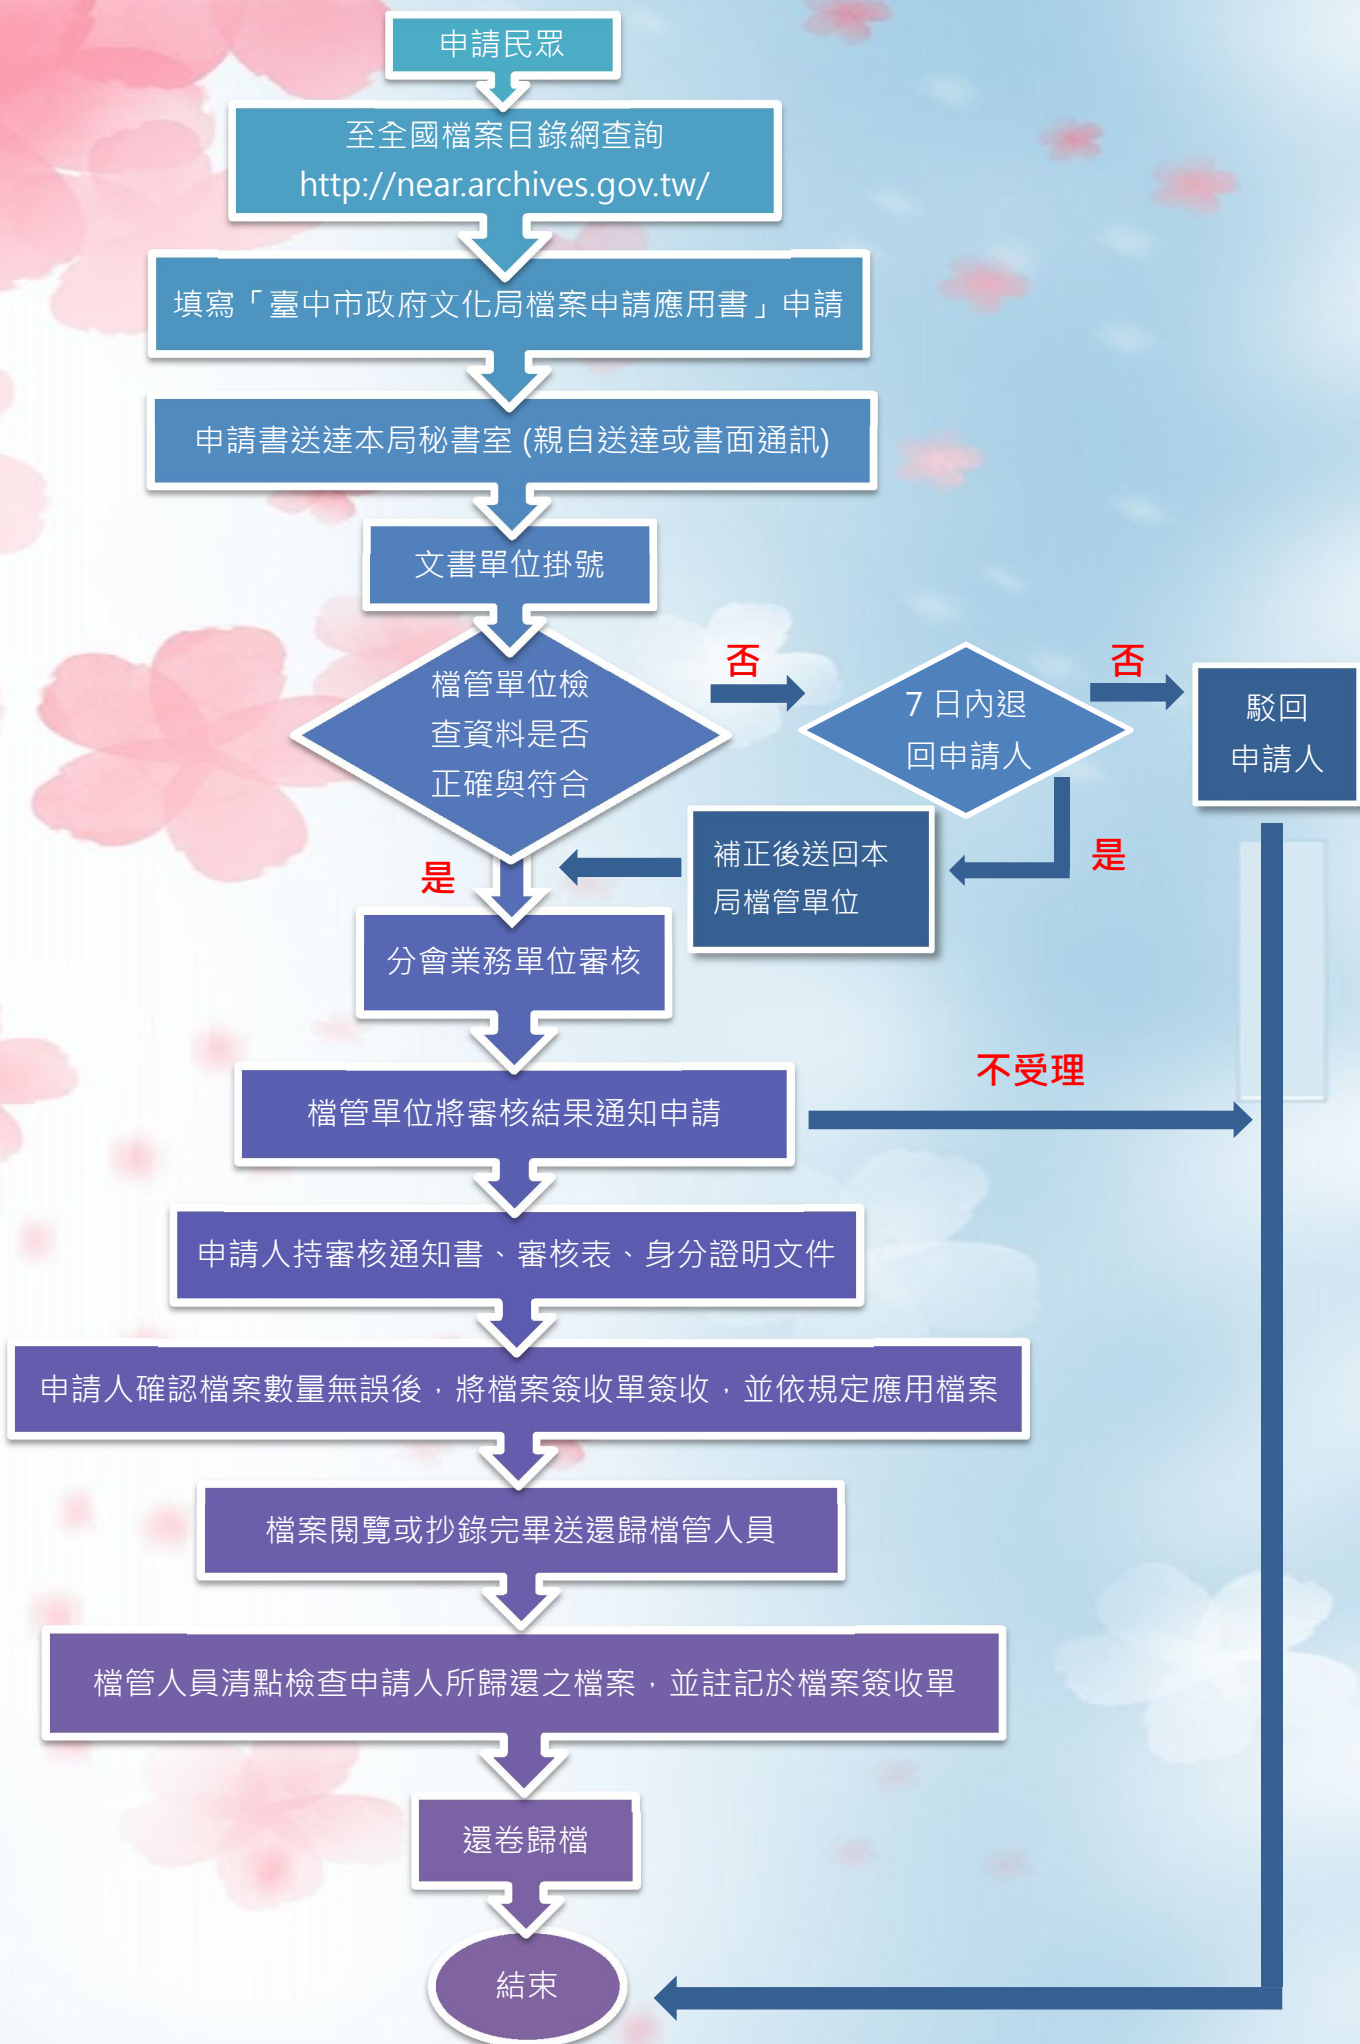 申請民眾
至全國檔案目錄網查詢
http://near.archives.gov.tw/
填寫「臺中市政府文化局檔案申請應用書」申請
申請書送達本局秘書室 (親自送達或書面通訊)
文書單位掛號
檔管單位檢
查資料是否
正確與符合
否
7 日內退
回申請人
否
駁回
申請人
是
補正後送回本
局檔管單位
是
分會業務單位審核
檔管單位將審核結果通知申請
不受理
申請人持審核通知書、審核表、身分證明文件
申請人確認檔案數量無誤後，將檔案簽收單簽收，並依規定應用檔案
檔案閱覽或抄錄完畢送還歸檔管人員
檔管人員清點檢查申請人所歸還之檔案，並註記於檔案簽收單
還卷歸檔
結束